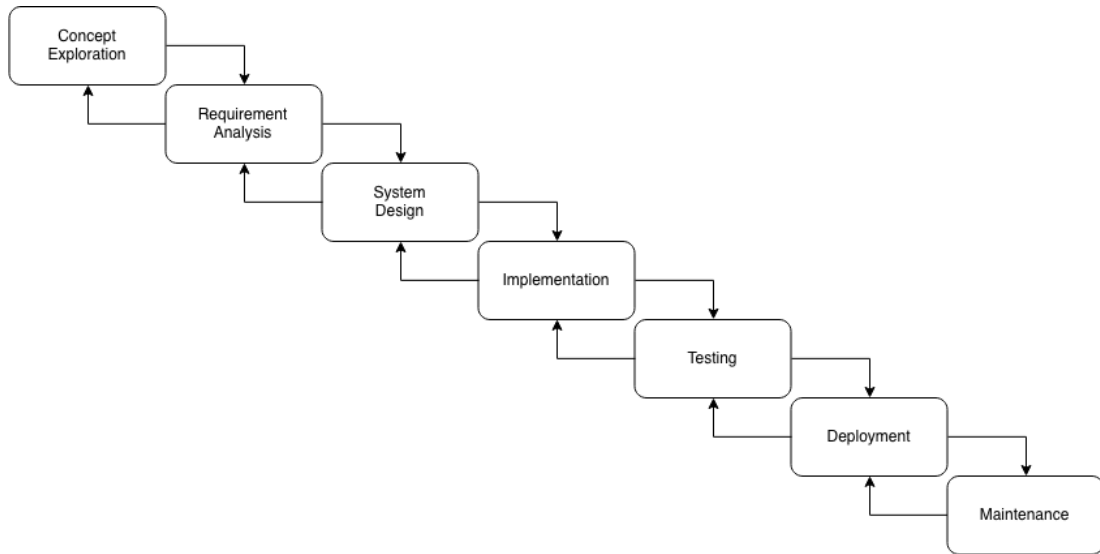 Concept
Exploration
Requirement
Analysis
System
Design
Implementation
Testing
Deployment
Maintenance